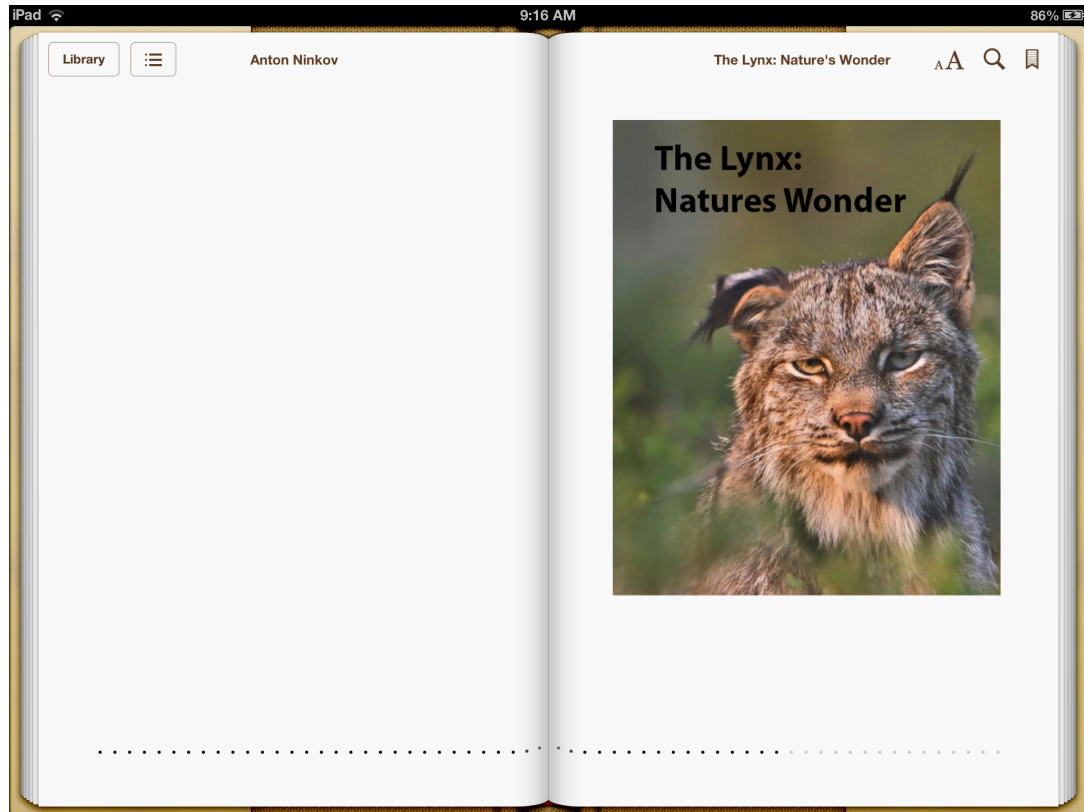 iPad 9:16 AM 86%
Library Anton Ninkov The Lynx: Nature's Wonder AA
The Lynx:
Natures Wonder